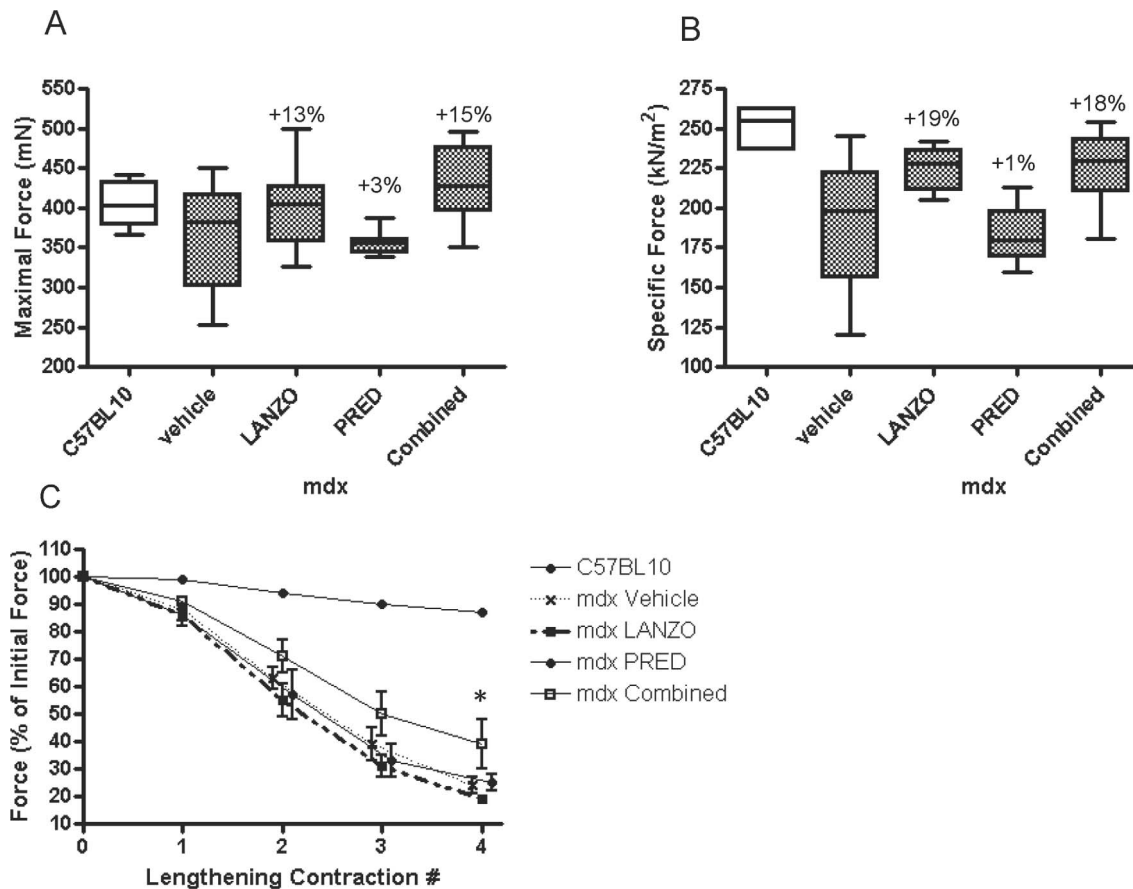 A
Maximal Force (mN)
550
500
450
400
350
300
250
200
+13%
+3%
+15%
C57BL10
vehicle
LANZO
PRED
Combined
mdx
B
Specific Force (kN/m²)
275
250
225
200
175
150
125
100
+19%
+1%
+18%
C57BL10
vehicle
LANZO
PRED
Combined
mdx
C
Force (% of Initial Force)
110
100
90
80
70
60
50
40
30
20
10
*
0
1
2
3
4
Lengthening Contraction #
C57BL10
mdx Vehicle
mdx LANZO
mdx PRED
mdx Combined